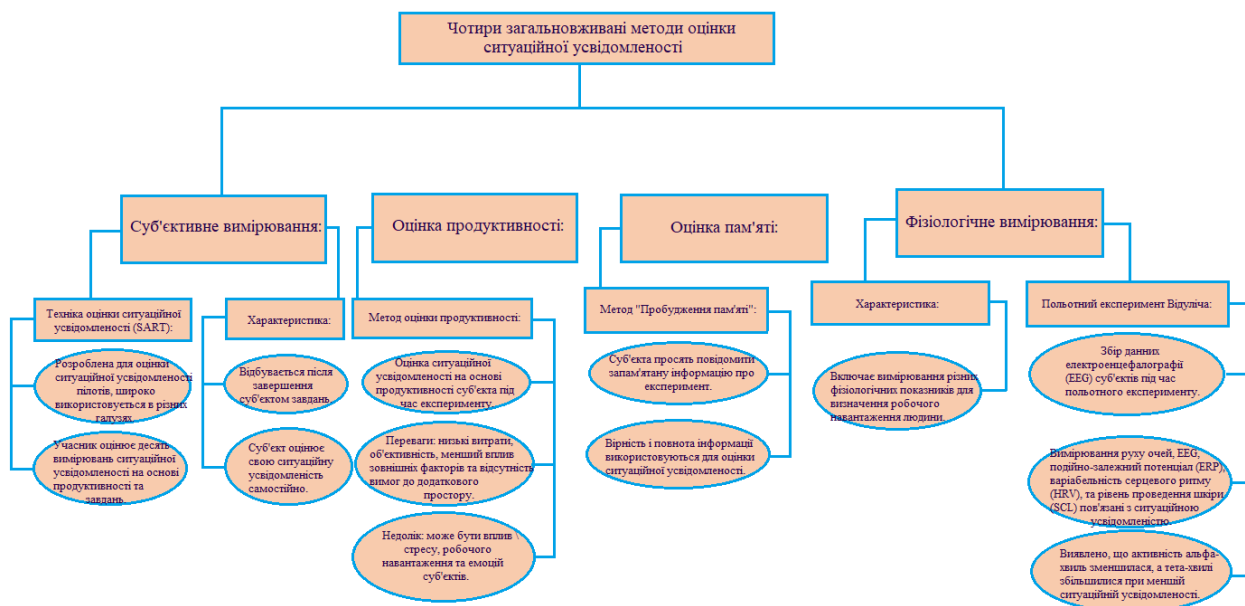 Чотири загальновживані методи оцінки
ситуаційної усвідомленості
Суб'єктивне вимірювання:
Оцінка продуктивності:
Оцінка пам'яті:
Фізіологічне вимірювання:
Техніка оцінки ситуаційної
усвідомленості (SART):
Характеристика:
Метод оцінки продуктивності:
Метод "Пробудження пам'яті":
Характеристика:
Польотний експеримент Відуліча:
Розроблена для оцінки
ситуаційної усвідомленості
пілотів, широко
використовується в різних
галузях.
Учасник оцінює десять
вимірювань ситуаційної
усвідомленості на основі
продуктивності та
завдань.
Відбувається після
завершення
суб'єктом завдань.
Суб'єкт оцінює
свою ситуаційну
усвідомленість
самостійно.
Оцінка ситуаційної
усвідомленості на основі
продуктивності суб'єкта під
час експерименту.
Переваги: низькі витрати,
об'єктивність, менший вплив
зовнішніх факторів та відсутність
вимог до додаткового
простору.
Недолік: може бути вплив \
стресу, робочого
навантаження та емоцій
суб'єктів.
Суб'єкта просять повідомити
запам'ятану інформацію про
експеримент.
Вірність і повнота інформації
використовуються для оцінки
ситуаційної усвідомленості.
Включає вимірювання різних
фізіологічних показників для
визначення робочого
навантаження людини.
Збір данних
електроенцефалографії
(EEG) суб'єктів під час
польотного експерименту.
Вимірювання руху очей, EEG,
подійно-залежний потенціал (ERP),
варіабельність серцевого ритму
(HRV), та рівень проведення шкіри
(SCL) пов'язані з ситуаційною
усвідомленістю.
Виявлено, що активність альфа-
хвиль зменшилася, а тета-хвилі
збільшилися при меншій
ситуаційній усвідомленості.